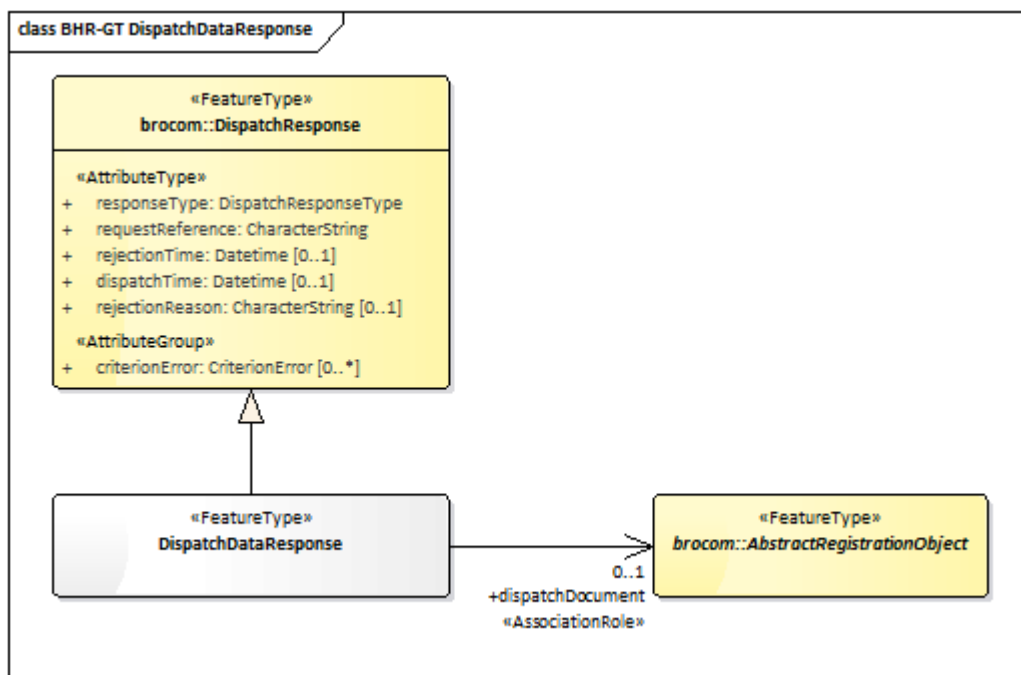 class BHR-GT DispatchDataResponse
«FeatureType»
brocom::DispatchResponse
«AttributeType»
+ responseType: DispatchResponseType
+ requestReference: CharacterString
+ rejectionTime: Datetime [0..1]
+ dispatchTime: Datetime [0..1]
+ rejectionReason: CharacterString [0..1]
«AttributeGroup»
+ criterionError: CriterionError [0..*]
«FeatureType»
DispatchDataResponse
«FeatureType»
brocom::AbstractRegistrationObject
0..1
+dispatchDocument
«AssociationRole»